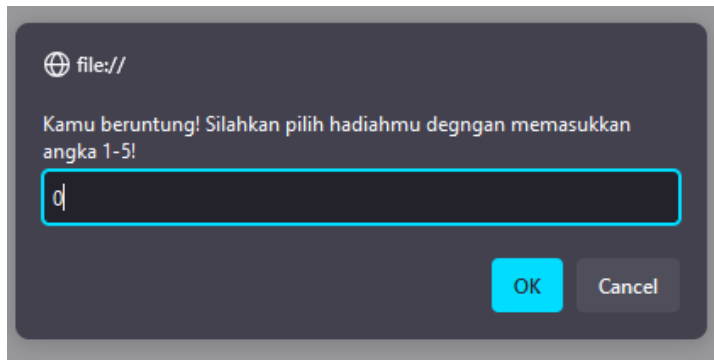 file://
Kamu beruntung! Silahkan pilih hadiahmu degngan memasukkan
angka 1-5!
0
OK Cancel